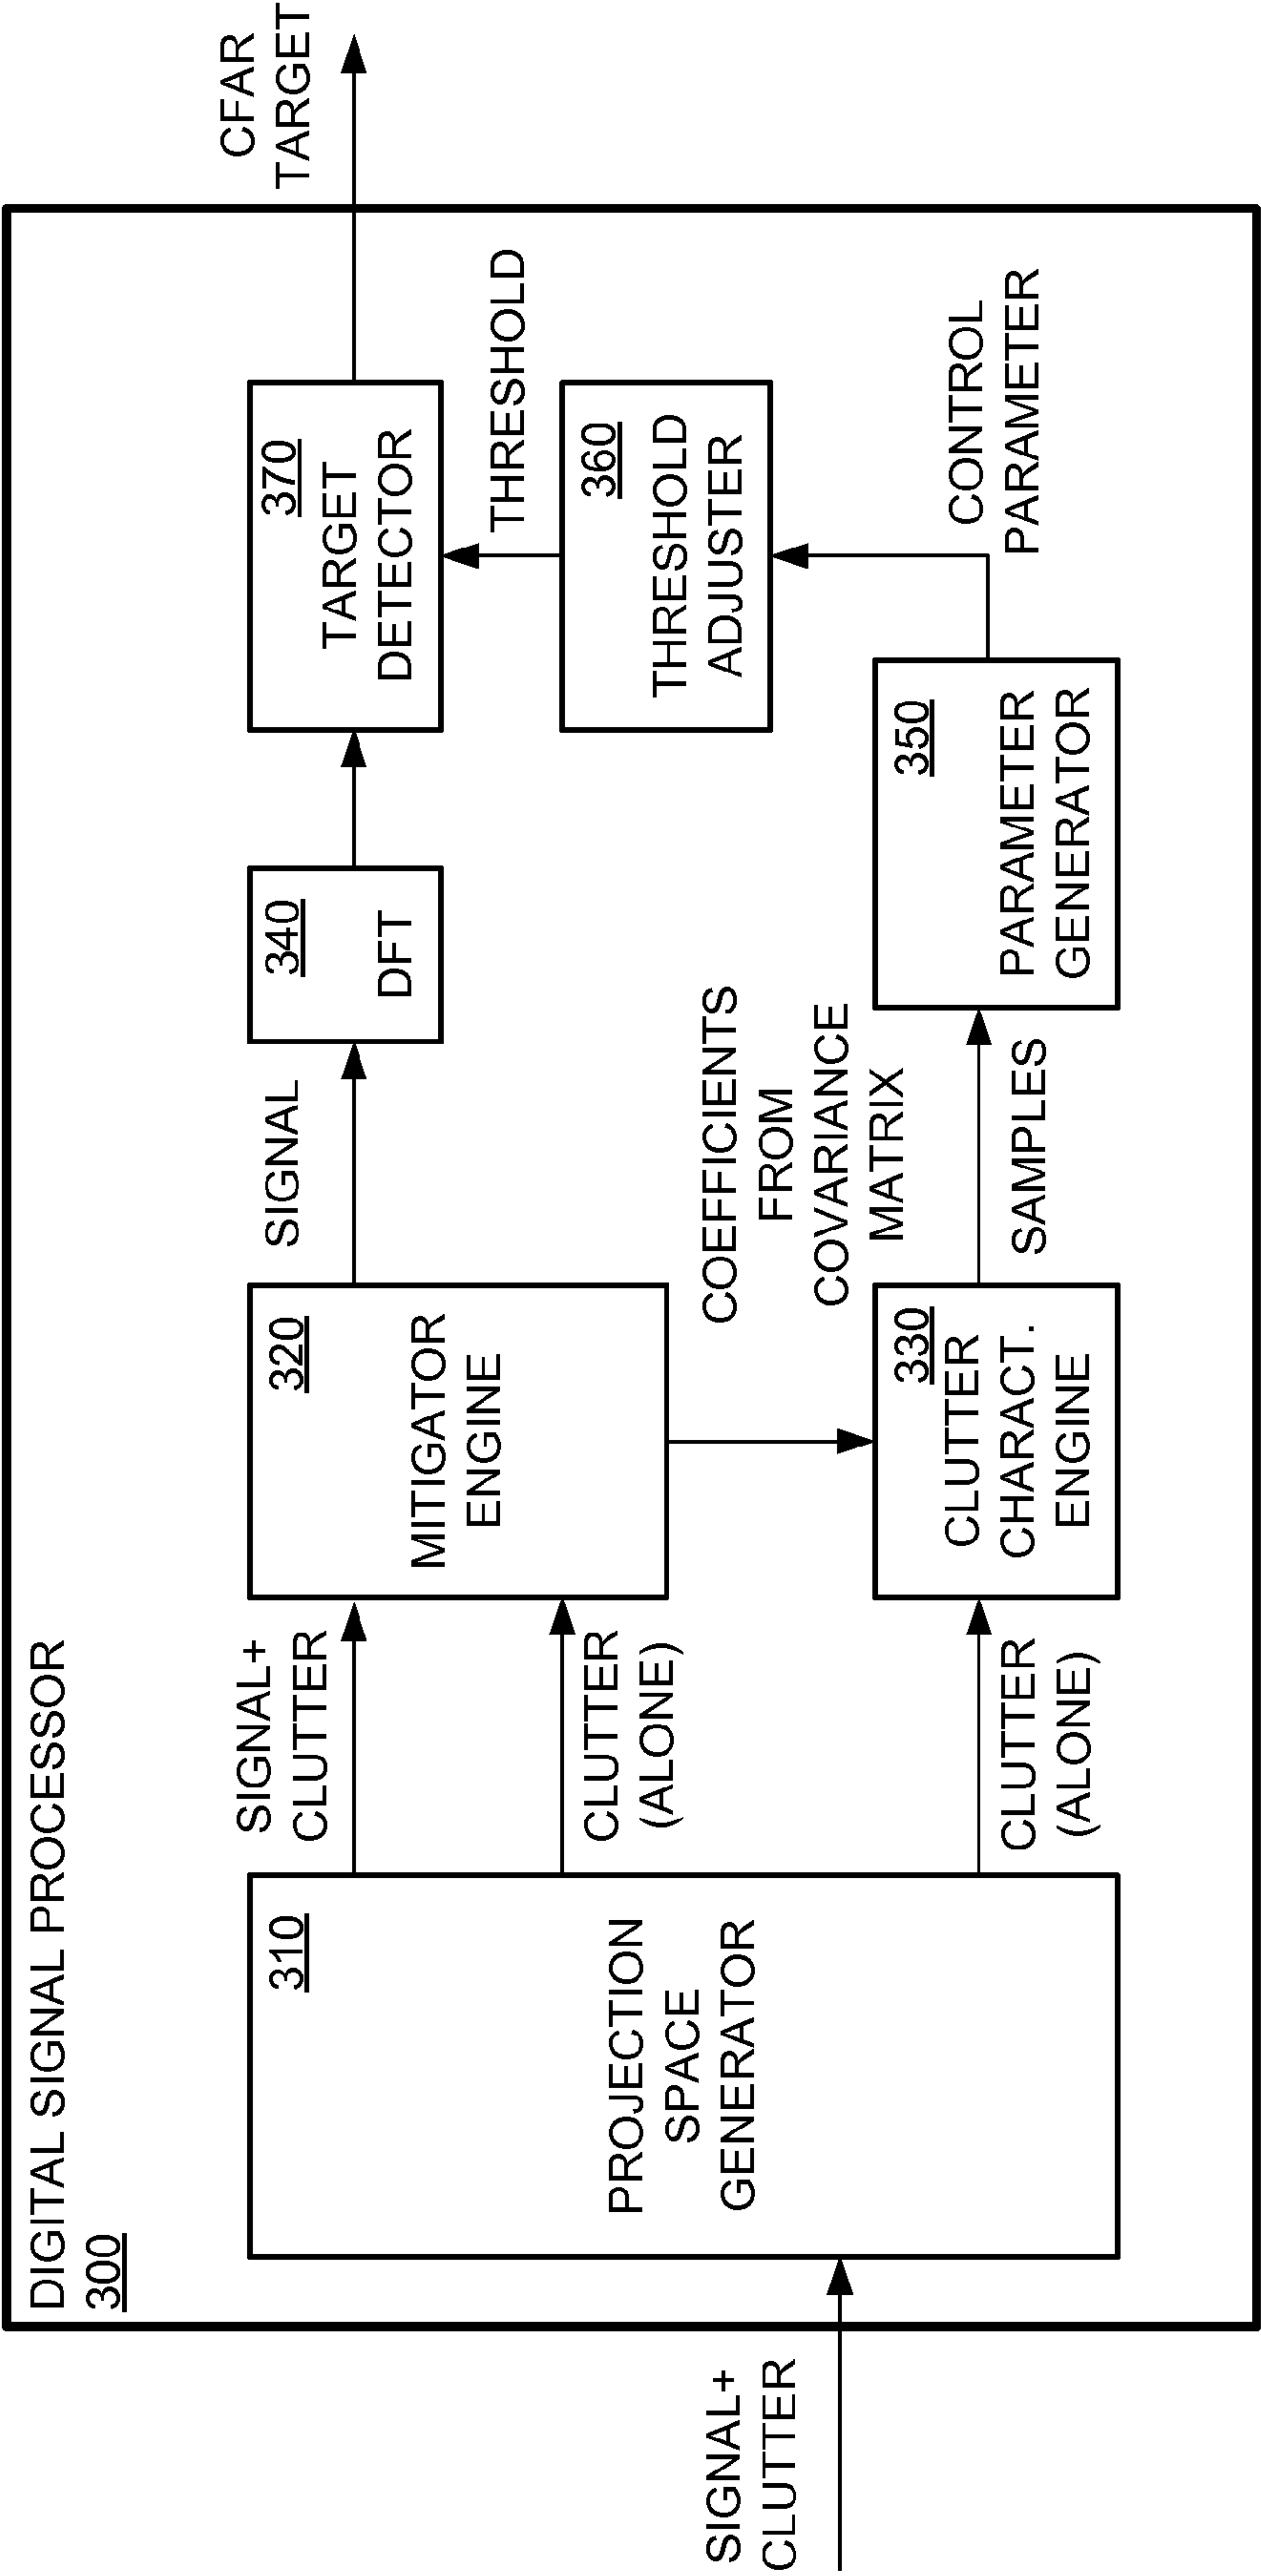 DIGITAL SIGNAL PROCESSOR
300
SIGNAL+
CLUTTER
310
PROJECTION
SPACE
GENERATOR
SIGNAL+
CLUTTER
CLUTTER
(ALONE)
CLUTTER
(ALONE)
320
MITIGATOR
ENGINE
330
CLUTTER
CHARACT.
ENGINE
COEFFICIENTS
FROM
COVARIANCE
MATRIX
SIGNAL
SAMPLES
340
DFT
350
PARAMETER
GENERATOR
CONTROL
PARAMETER
360
THRESHOLD
ADJUSTER
THRESHOLD
370
TARGET
DETECTOR
CFAR
TARGET